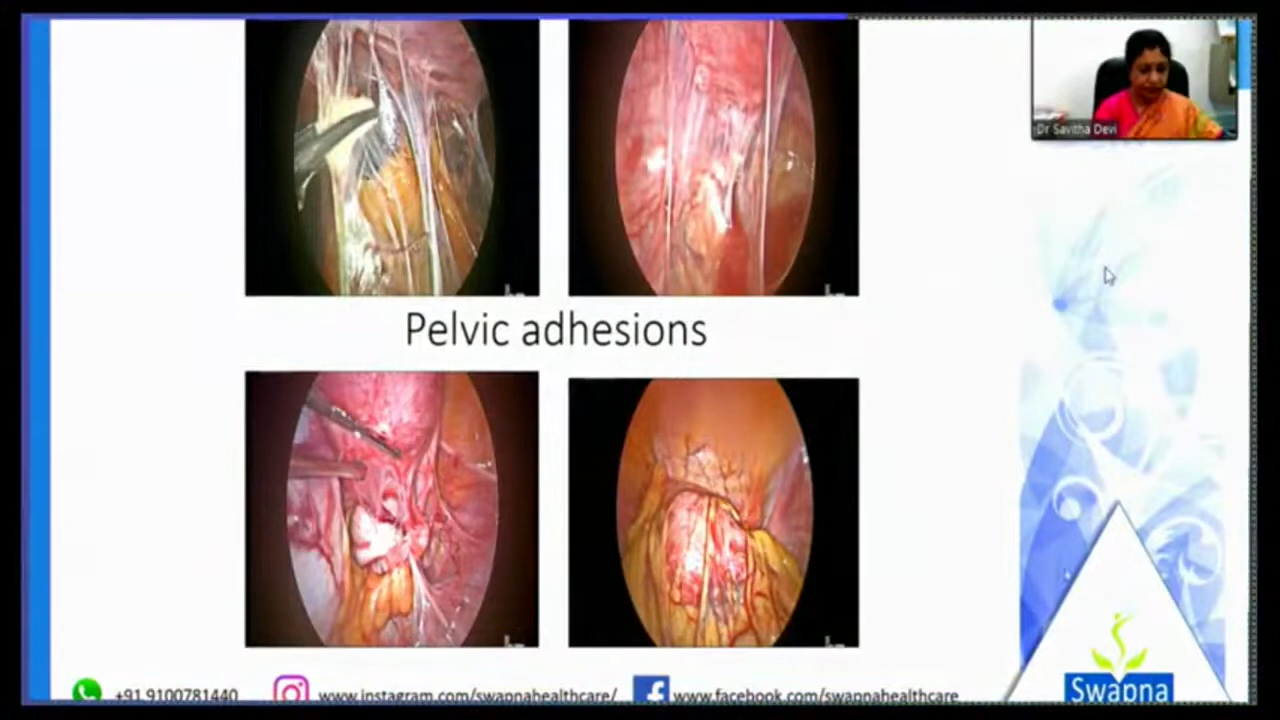 Dr Savitha Devi
Pelvic adhesions
+91 9100781440
www.instagram.com/swapnahealthcare/
www.facebook.com/swapnahealthcare
Swapna